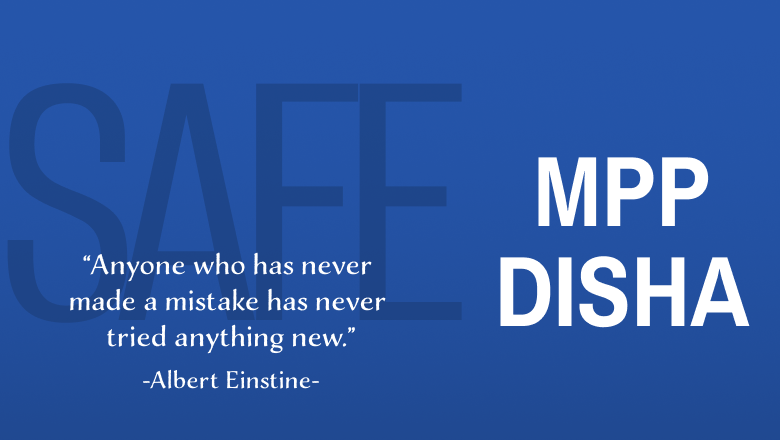 SAFE
“Anyone who has never
made a mistake has never
tried anything new.”
-Albert Einstine-
MPP
DISHA